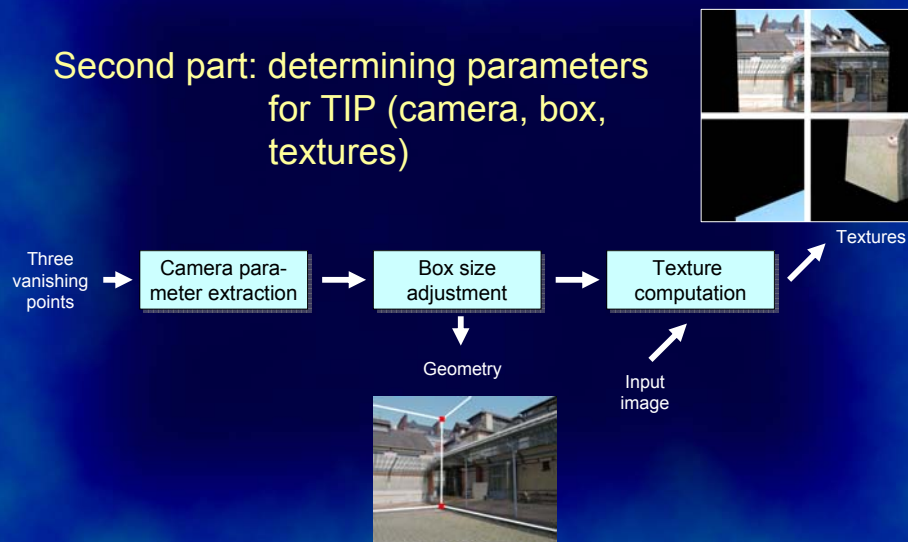 Second part: determining parameters
for TIP (camera, box,
textures)
Textures
Three
vanishing
points
Camera para-
meter extraction
Box size
adjustment
Texture
computation
Geometry
Input
image